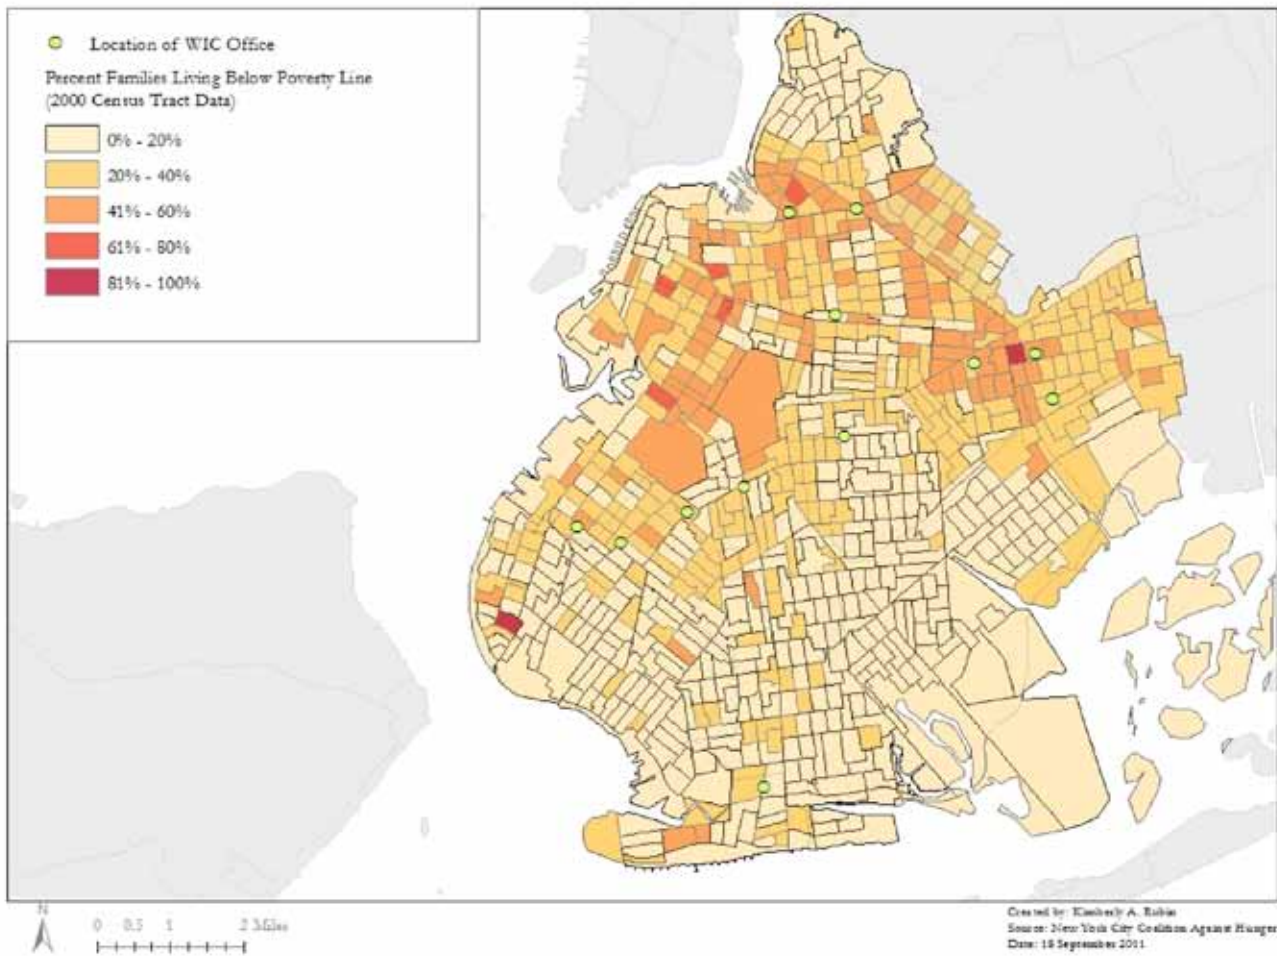 Location of WIC Office
Percent Families Living Below Poverty Line
(2000 Census Tract Data)
0% - 20%
20% - 40%
41% - 60%
61% - 80%
81% - 100%
N
0 0.5 1 2 Miles
Created by: Kimberly A. Rubin
Source: New York City Coalition Against Hunger
Date: 18 September 2011